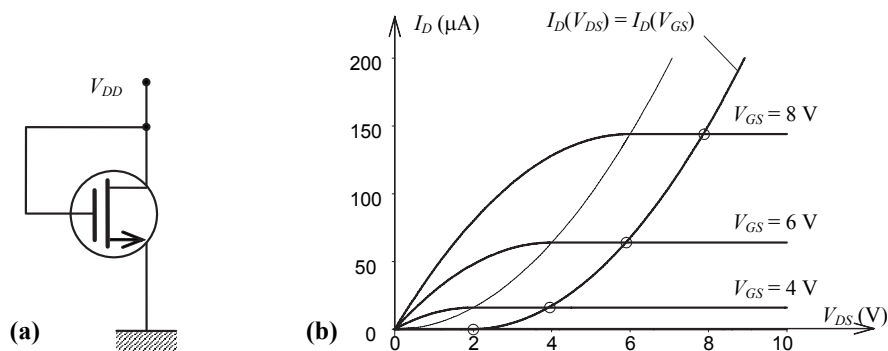 V_DD
(a)
I_D (µA)
I_D(V_DS) = I_D(V_GS)
200
150
100
50
0
V_GS = 8 V
V_GS = 6 V
V_GS = 4 V
V_DS (V)
0 2 4 6 8 10
(b)